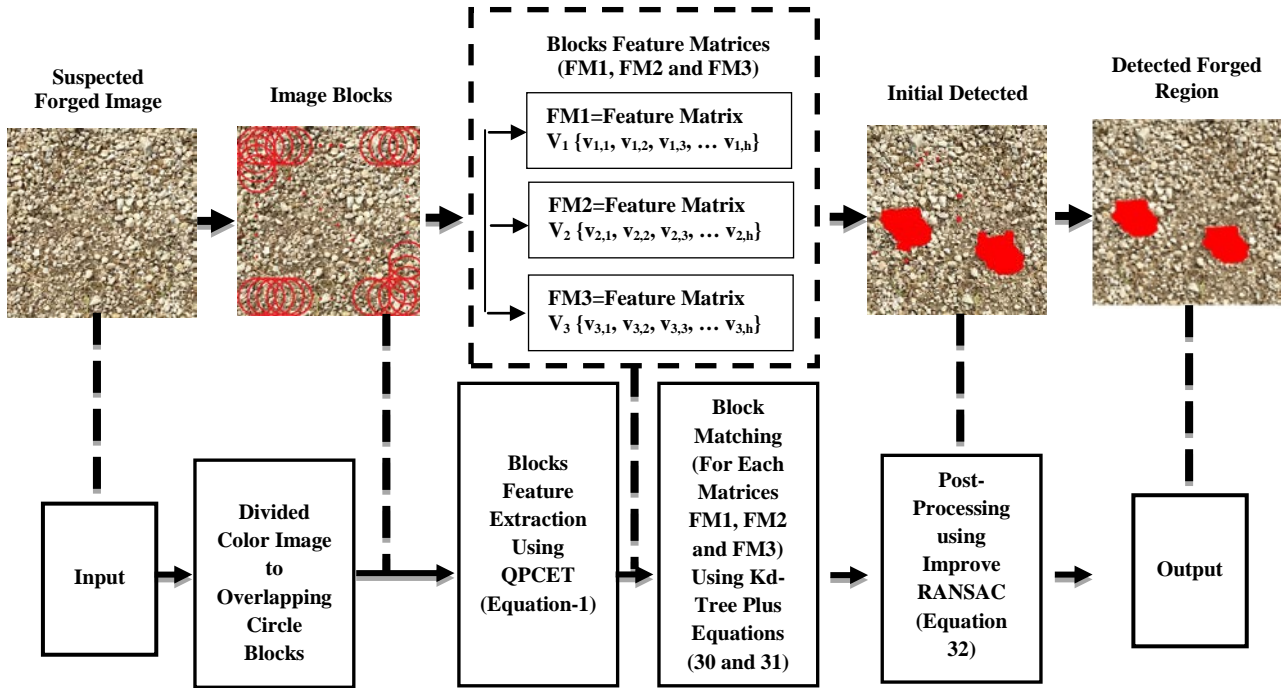 Suspected
Forged Image
Image Blocks
Blocks Feature Matrices
(FM1, FM2 and FM3)
FM1=Feature Matrix
V1 {v1,1, v1,2, v1,3, … v1,h}
FM2=Feature Matrix
V2 {v2,1, v2,2, v2,3, … v2,h}
FM3=Feature Matrix
V3 {v3,1, v3,2, v3,3, … v3,h}
Initial Detected
Detected Forged
Region
Input
Divided
Color Image
to
Overlapping
Circle
Blocks
Blocks
Feature
Extraction
Using
QPCET
(Equation-1)
Block
Matching
(For Each
Matrices
FM1, FM2
and FM3)
Using Kd-
Tree Plus
Equations
(30 and 31)
Post-
Processing
using
Improve
RANSAC
(Equation
32)
Output